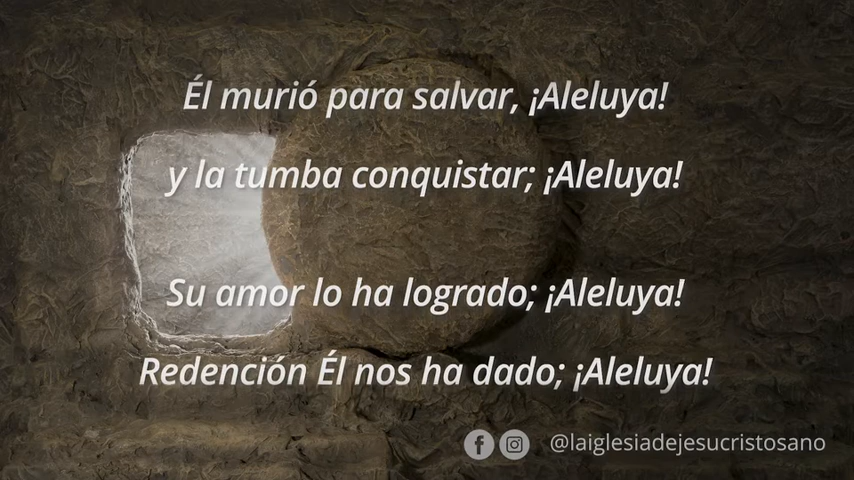 Él murió para salvar, ¡Aleluya!
y la tumba conquistar; ¡Aleluya!
Su amor lo ha logrado; ¡Aleluya!
Redención Él nos ha dado; ¡Aleluya!
@laiglesiadejesucristosano